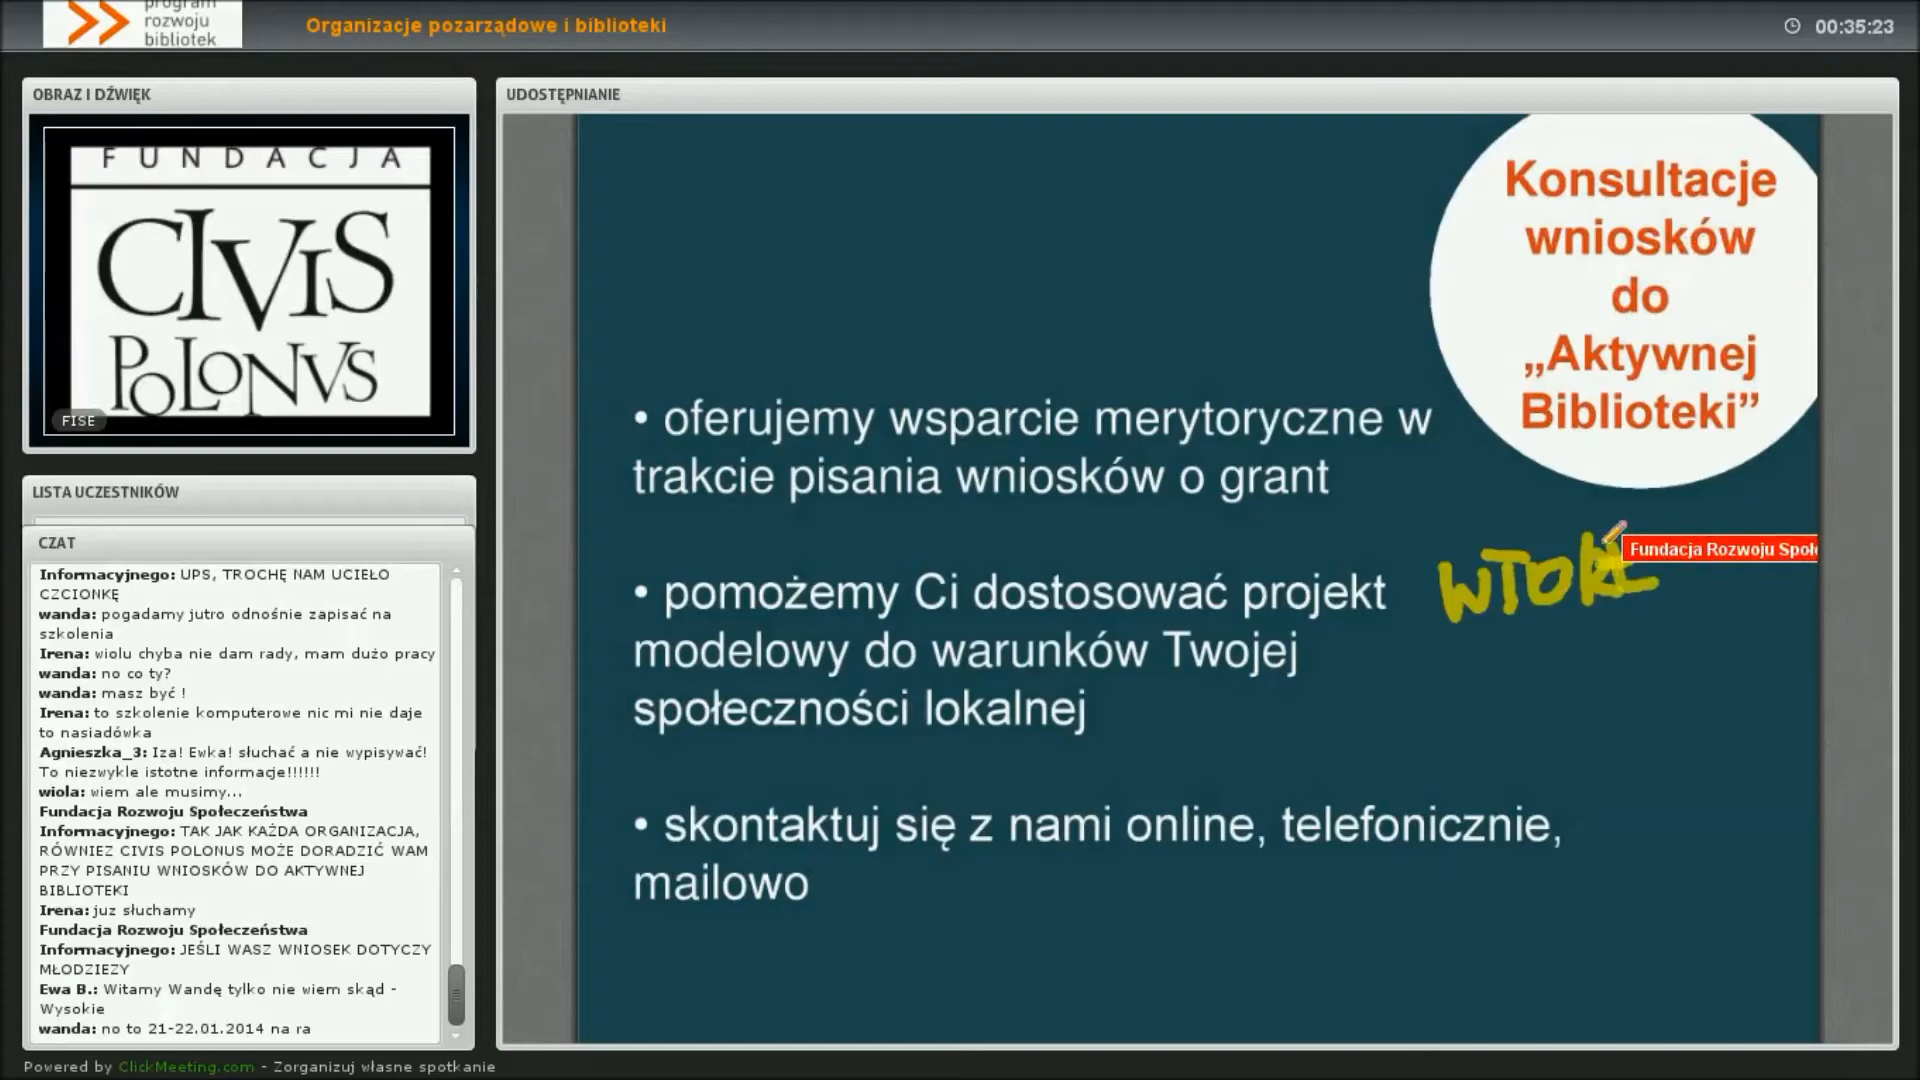 program
rozwoju
bibliotek
Organizacje pozarządowe i biblioteki
00:35:23
OBRAZ I DŹWIĘK
FUNDACJA
CIVIS
POLONVS
FISE
LISTA UCZESTNIKÓW
CZAT
Informacyjnego: UPS, TROCHĘ NAM UCIEŁO
CZCIONKĘ
wanda: pogadamy jutro odnośnie zapisać na
szkolenia
Irena: wiolu chyba nie dam rady, mam dużo pracy
wanda: no co ty?
wanda: masz być !
Irena: to szkolenie komputerowe nic mi nie daje
to nasiadówka
Agnieszka_3: Iza! Ewka! słuchać a nie wypisywać!
To niezwykle istotne informacje!!!!!!
wiola: wiem ale musimy...
Fundacja Rozwoju Społeczeństwa
Informacyjnego: TAK JAK KAŻDA ORGANIZACJA,
RÓWNIEZ CIVIS POLONUS MOŻE DORADZIĆ WAM
PRZY PISANIU WNIOSKÓW DO AKTYWNEJ
BIBLIOTEKI
Irena: juz słuchamy
Fundacja Rozwoju Społeczeństwa
Informacyjnego: JEŚLI WASZ WNIOSEK DOTYCZY
MŁODZIEZY
Ewa B.: Witamy Wandę tylko nie wiem skąd -
Wysokie
wanda: no to 21-22.01.2014 na ra
UDOSTĘPNIANIE
Konsultacje
wniosków
do
„Aktywnej
Biblioteki”
• oferujemy wsparcie merytoryczne w
trakcie pisania wniosków o grant
Fundacja Rozwoju Społe
WTORE
• pomożemy Ci dostosować projekt
modelowy do warunków Twojej
społeczności lokalnej
• skontaktuj się z nami online, telefonicznie,
mailowo
Powered by ClickMeeting.com - Zorganizuj własne spotkanie